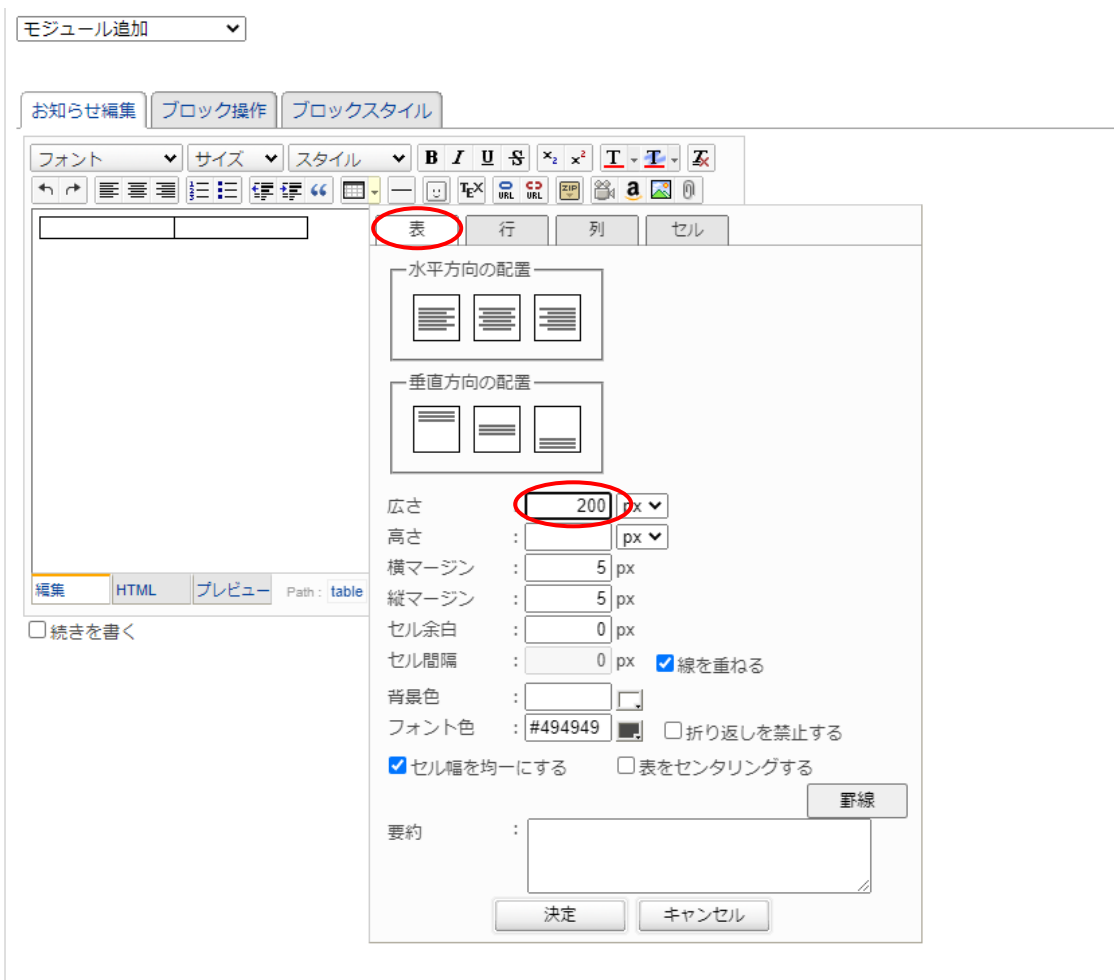 モジュール追加
お知らせ編集 ブロック操作 ブロックスタイル
フォント サイズ スタイル B I U S ×₂ ×² T T T
TEX URL URL ZIP a
表 行 列 セル
水平方向の配置
垂直方向の配置
広さ : 200 px
高さ : px
横マージン : 5 px
縦マージン : 5 px
セル余白 : 0 px
セル間隔 : 0 px 線を重ねる
背景色 :
フォント色 : #494949 折り返しを禁止する
セル幅を均一にする 表をセンタリングする
罫線
要約 :
決定 キャンセル
編集 HTML プレビュー Path : table
続きを書く